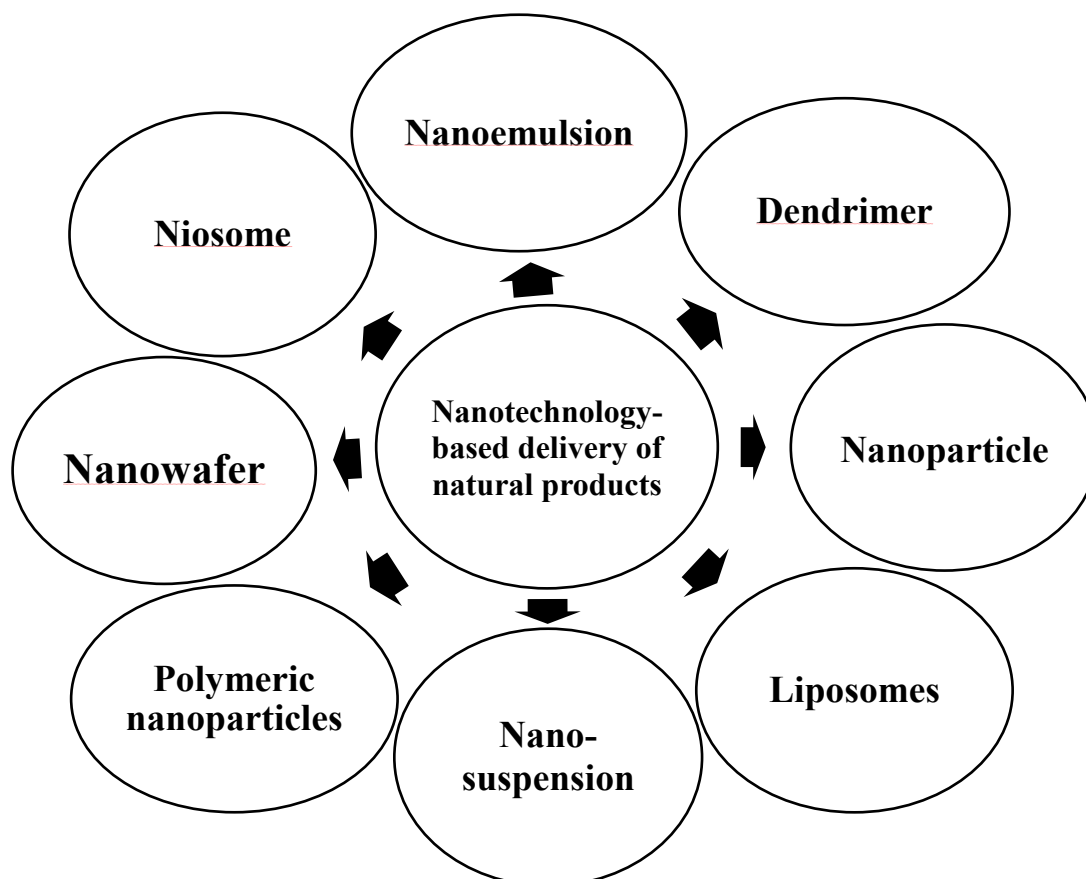 Nanoemulsion
Dendrimer
Niosome
Nanotechnology-
based delivery of
natural products
Nanowafer
Nanoparticle
Polymeric
nanoparticles
Liposomes
Nano-
suspension